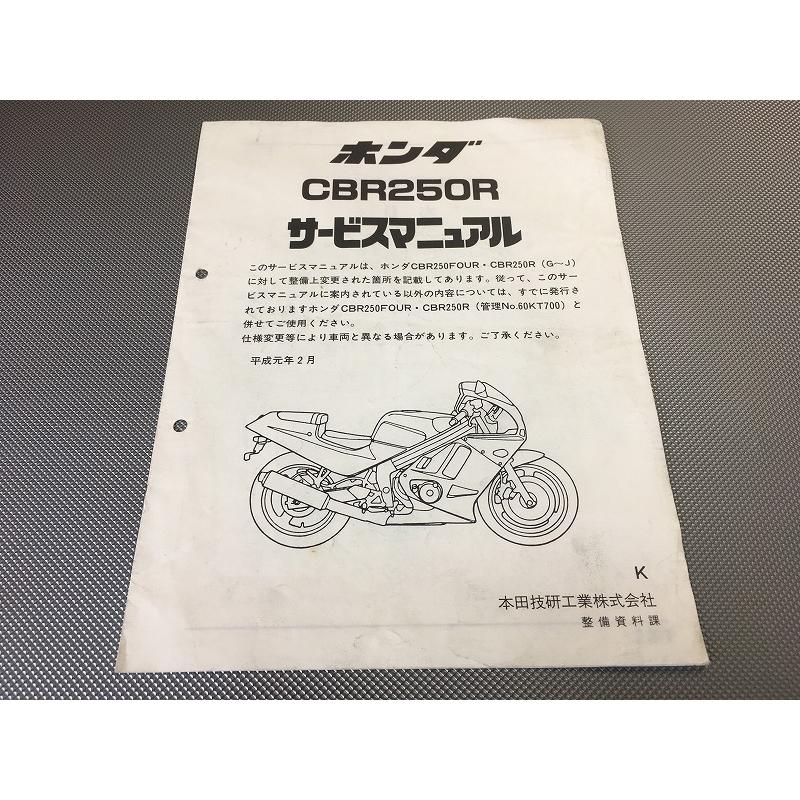 ホンダ
CBR250R
サービスマニュアル
このサービスマニュアルは、ホンダCBR250FOUR・CBR250R（G〜J）
に対して整備上変更された箇所を記載してあります。従って、このサー
ビスマニュアルに案内されている以外の内容については、すでに発行さ
れておりますホンダCBR250FOUR・CBR250R（管理No.60KT700）と
併せてご使用ください。
仕様変更等により車両と異なる場合があります。ご了承ください。
平成元年2月
K
本田技研工業株式会社
整備資料課